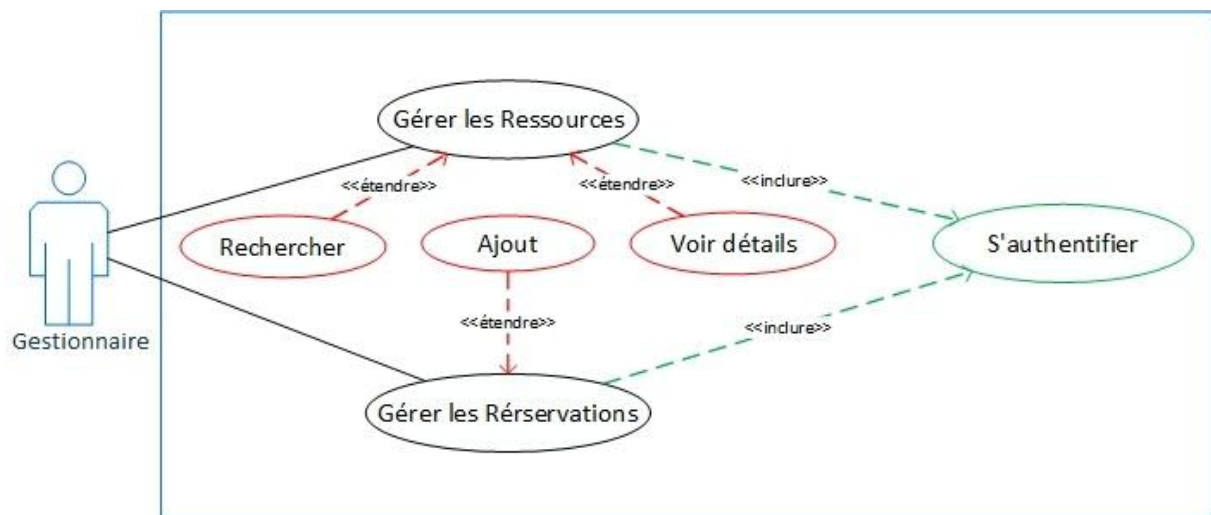 Gérer les Ressources
<<étendre>>
<<étendre>>
<<inclure>>
Rechercher
Ajout
Voir détails
S'authentifier
Gestionnaire
<<étendre>>
<<inclure>>
Gérer les Rérservations